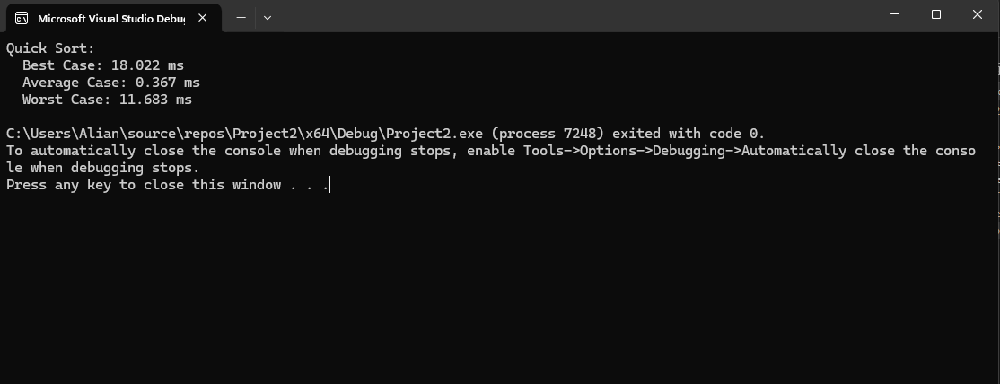 Microsoft Visual Studio Debu
Quick Sort:
  Best Case: 18.022 ms
  Average Case: 0.367 ms
  Worst Case: 11.683 ms
C:\Users\Alian\source\repos\Project2\x64\Debug\Project2.exe (process 7248) exited with code 0.
To automatically close the console when debugging stops, enable Tools->Options->Debugging->Automatically close the conso
le when debugging stops.
Press any key to close this window . . .